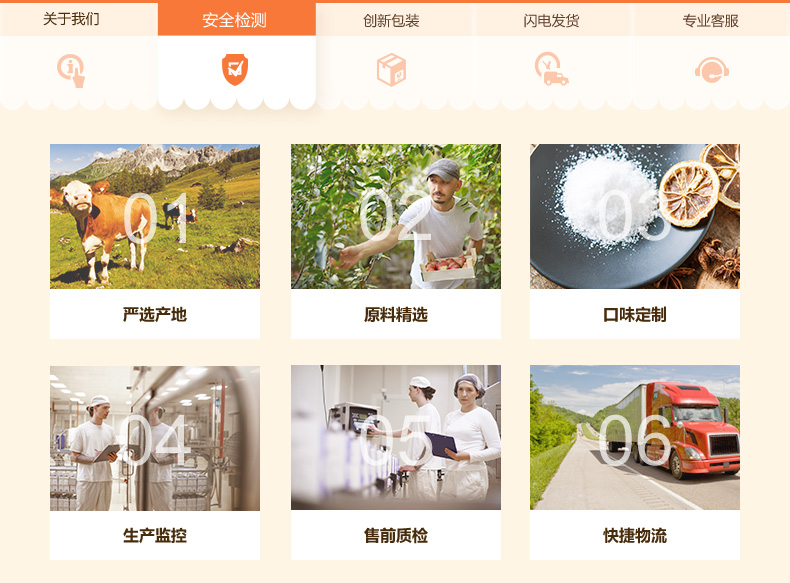 关于我们
安全检测
创新包装
闪电发货
专业客服
01
02
03
严选产地
原料精选
口味定制
04
05
06
生产监控
售前质检
快捷物流